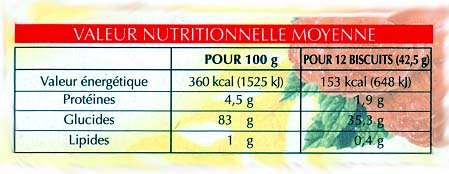 VALEUR NUTRITIONNELLE MOYENNE
POUR 100 g POUR 12 BISCUITS (42,5 g)
Valeur énergétique 360 kcal (1525 kJ) 153 kcal (648 kJ)
Protéines 4,5 g 1,9 g
Glucides 83 g 35,3 g
Lipides 1 g 0,4 g